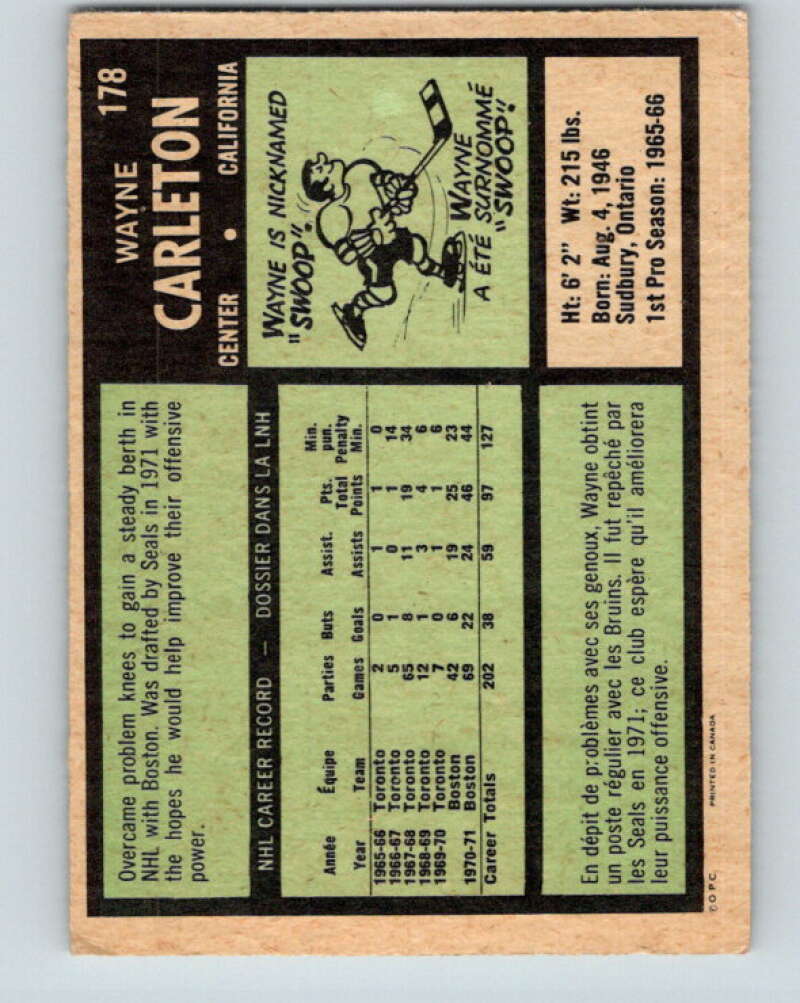 WAYNE 178
CARLETON
CENTER • CALIFORNIA
Overcame problem knees to gain a steady berth in
NHL with Boston. Was drafted by Seals in 1971 with
the hopes he would help improve their offensive
power.
WAYNE IS NICKNAMED
"SWOOP".
WAYNE
A ÉTÉ SURNOMMÉ
"SWOOP".
NHL CAREER RECORD — DOSSIER DANS LA LNH
Min.
Pts. pun.
Année Équipe Parties Buts Assist. Total Penalty
Year Team Games Goals Assists Points Min.
1965-66 Toronto 2 0 1 1 0
1966-67 Toronto 5 1 0 1 14
1967-68 Toronto 65 8 11 19 34
1968-69 Toronto 12 1 3 4 6
1969-70 Toronto 7 0 1 1 6
Boston 42 6 19 25 23
1970-71 Boston 69 22 24 46 44
Career Totals 202 38 59 97 127
Ht: 6' 2" Wt: 215 lbs.
Born: Aug. 4, 1946
Sudbury, Ontario
1st Pro Season: 1965-66
En dépit de problèmes avec ses genoux, Wayne obtint
un poste régulier avec les Bruins. Il fut repêché par
les Seals en 1971; ce club espère qu'il améliorera
leur puissance offensive.
© O.P.C. PRINTED IN CANADA